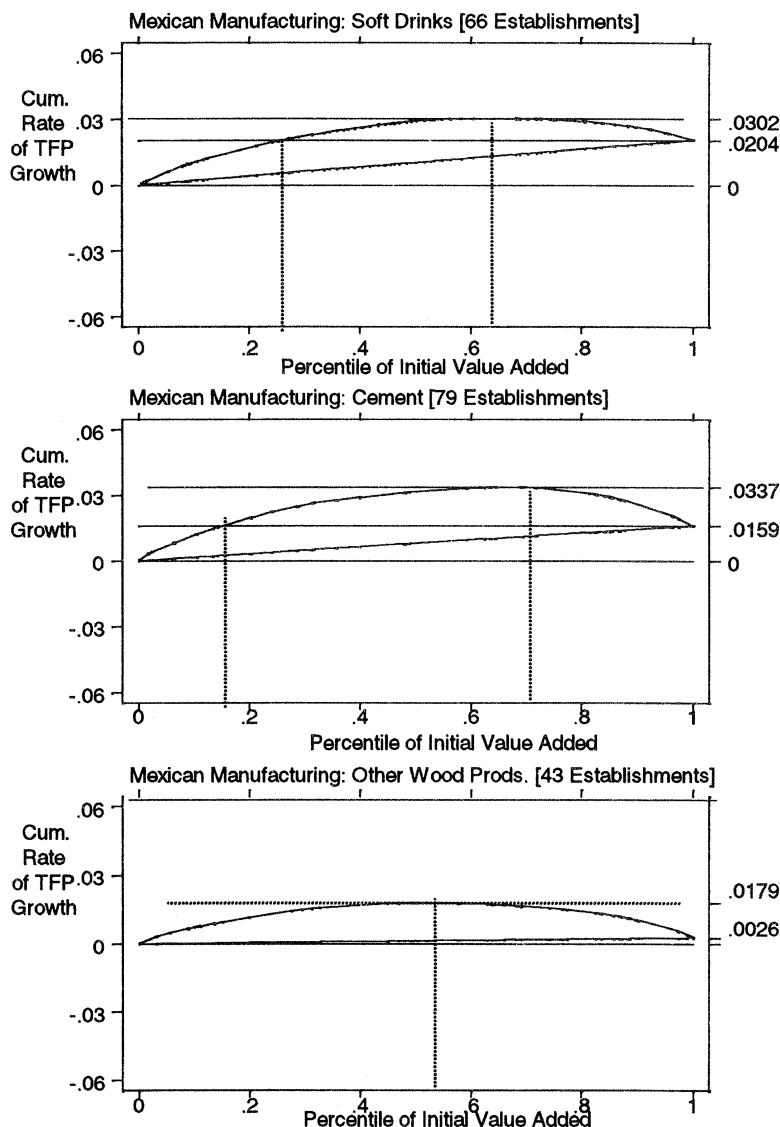 Mexican Manufacturing: Soft Drinks [66 Establishments]
.06
Cum.
Rate .03
of TFP
Growth
0
-.03
-.06
.0302
.0204
0
0 .2 .4 .6 .8 1
Percentile of Initial Value Added
Mexican Manufacturing: Cement [79 Establishments]
.06
Cum.
Rate
of TFP.03
Growth
0
-.03
-.06
.0337
.0159
0
0 .2 .4 .6 .8 1
Percentile of Initial Value Added
Mexican Manufacturing: Other Wood Prods. [43 Establishments]
.06
Cum.
Rate
of TFP.03
Growth
0
-.03
-.06
.0179
.0026
0 .2 .4 .6 .8 1
Percentile of Initial Value Added